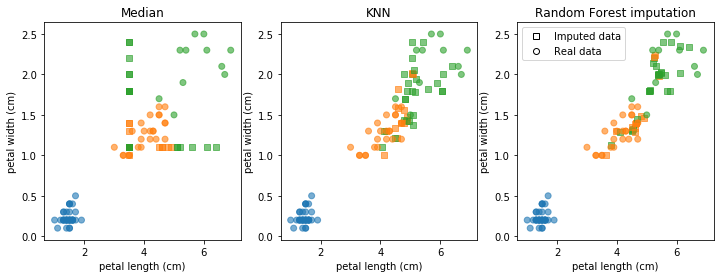 Median
KNN
Random Forest imputation
Imputed data
Real data
petal width (cm)
2.5
2.0
1.5
1.0
0.5
0.0
2
4
6
petal length (cm)
petal width (cm)
2.5
2.0
1.5
1.0
0.5
0.0
2
4
6
petal length (cm)
petal width (cm)
2.5
2.0
1.5
1.0
0.5
0.0
2
4
6
petal length (cm)